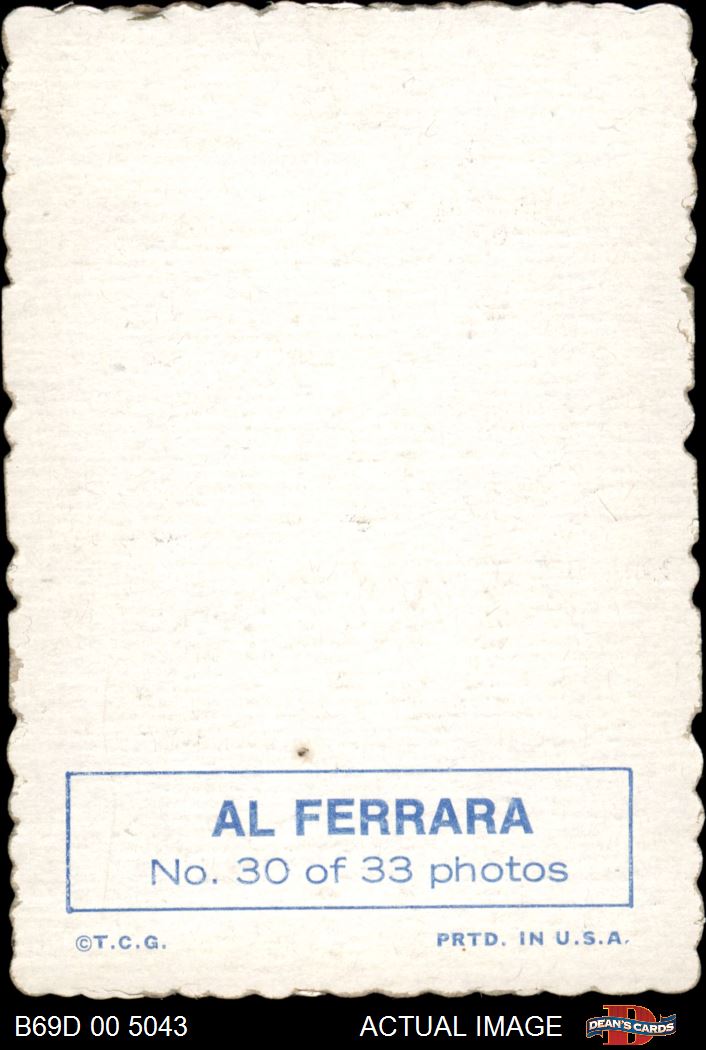 AL FERRARA
No. 30 of 33 photos
©T.C.G.
PRTD. IN U.S.A.
B69D 00 5043
ACTUAL IMAGE
DEAN'S CARDS